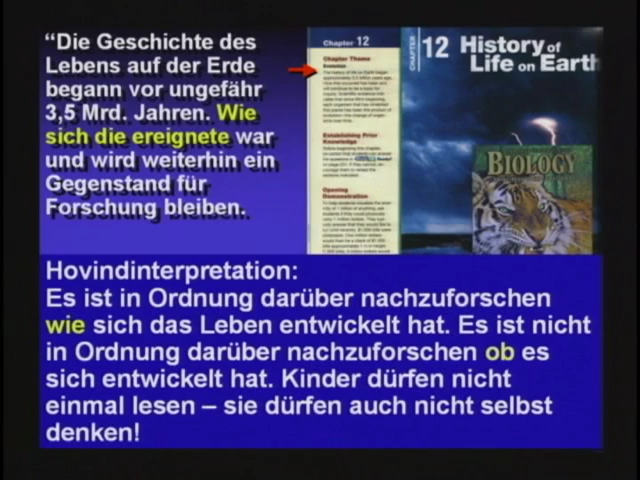 “Die Geschichte des
Lebens auf der Erde
begann vor ungefähr
3,5 Mrd. Jahren. Wie
sich die ereignete war
und wird weiterhin ein
Gegenstand für
Forschung bleiben.
Chapter 12
Chapter Theme
Evolution
Establishing Prior
Knowledge
Opening
Demonstration
CHAPTER 12 History of
Life on Earth
BIOLOGY
Hovindinterpretation:
Es ist in Ordnung darüber nachzuforschen
wie sich das Leben entwickelt hat. Es ist nicht
in Ordnung darüber nachzuforschen ob es
sich entwickelt hat. Kinder dürfen nicht
einmal lesen – sie dürfen auch nicht selbst
denken!